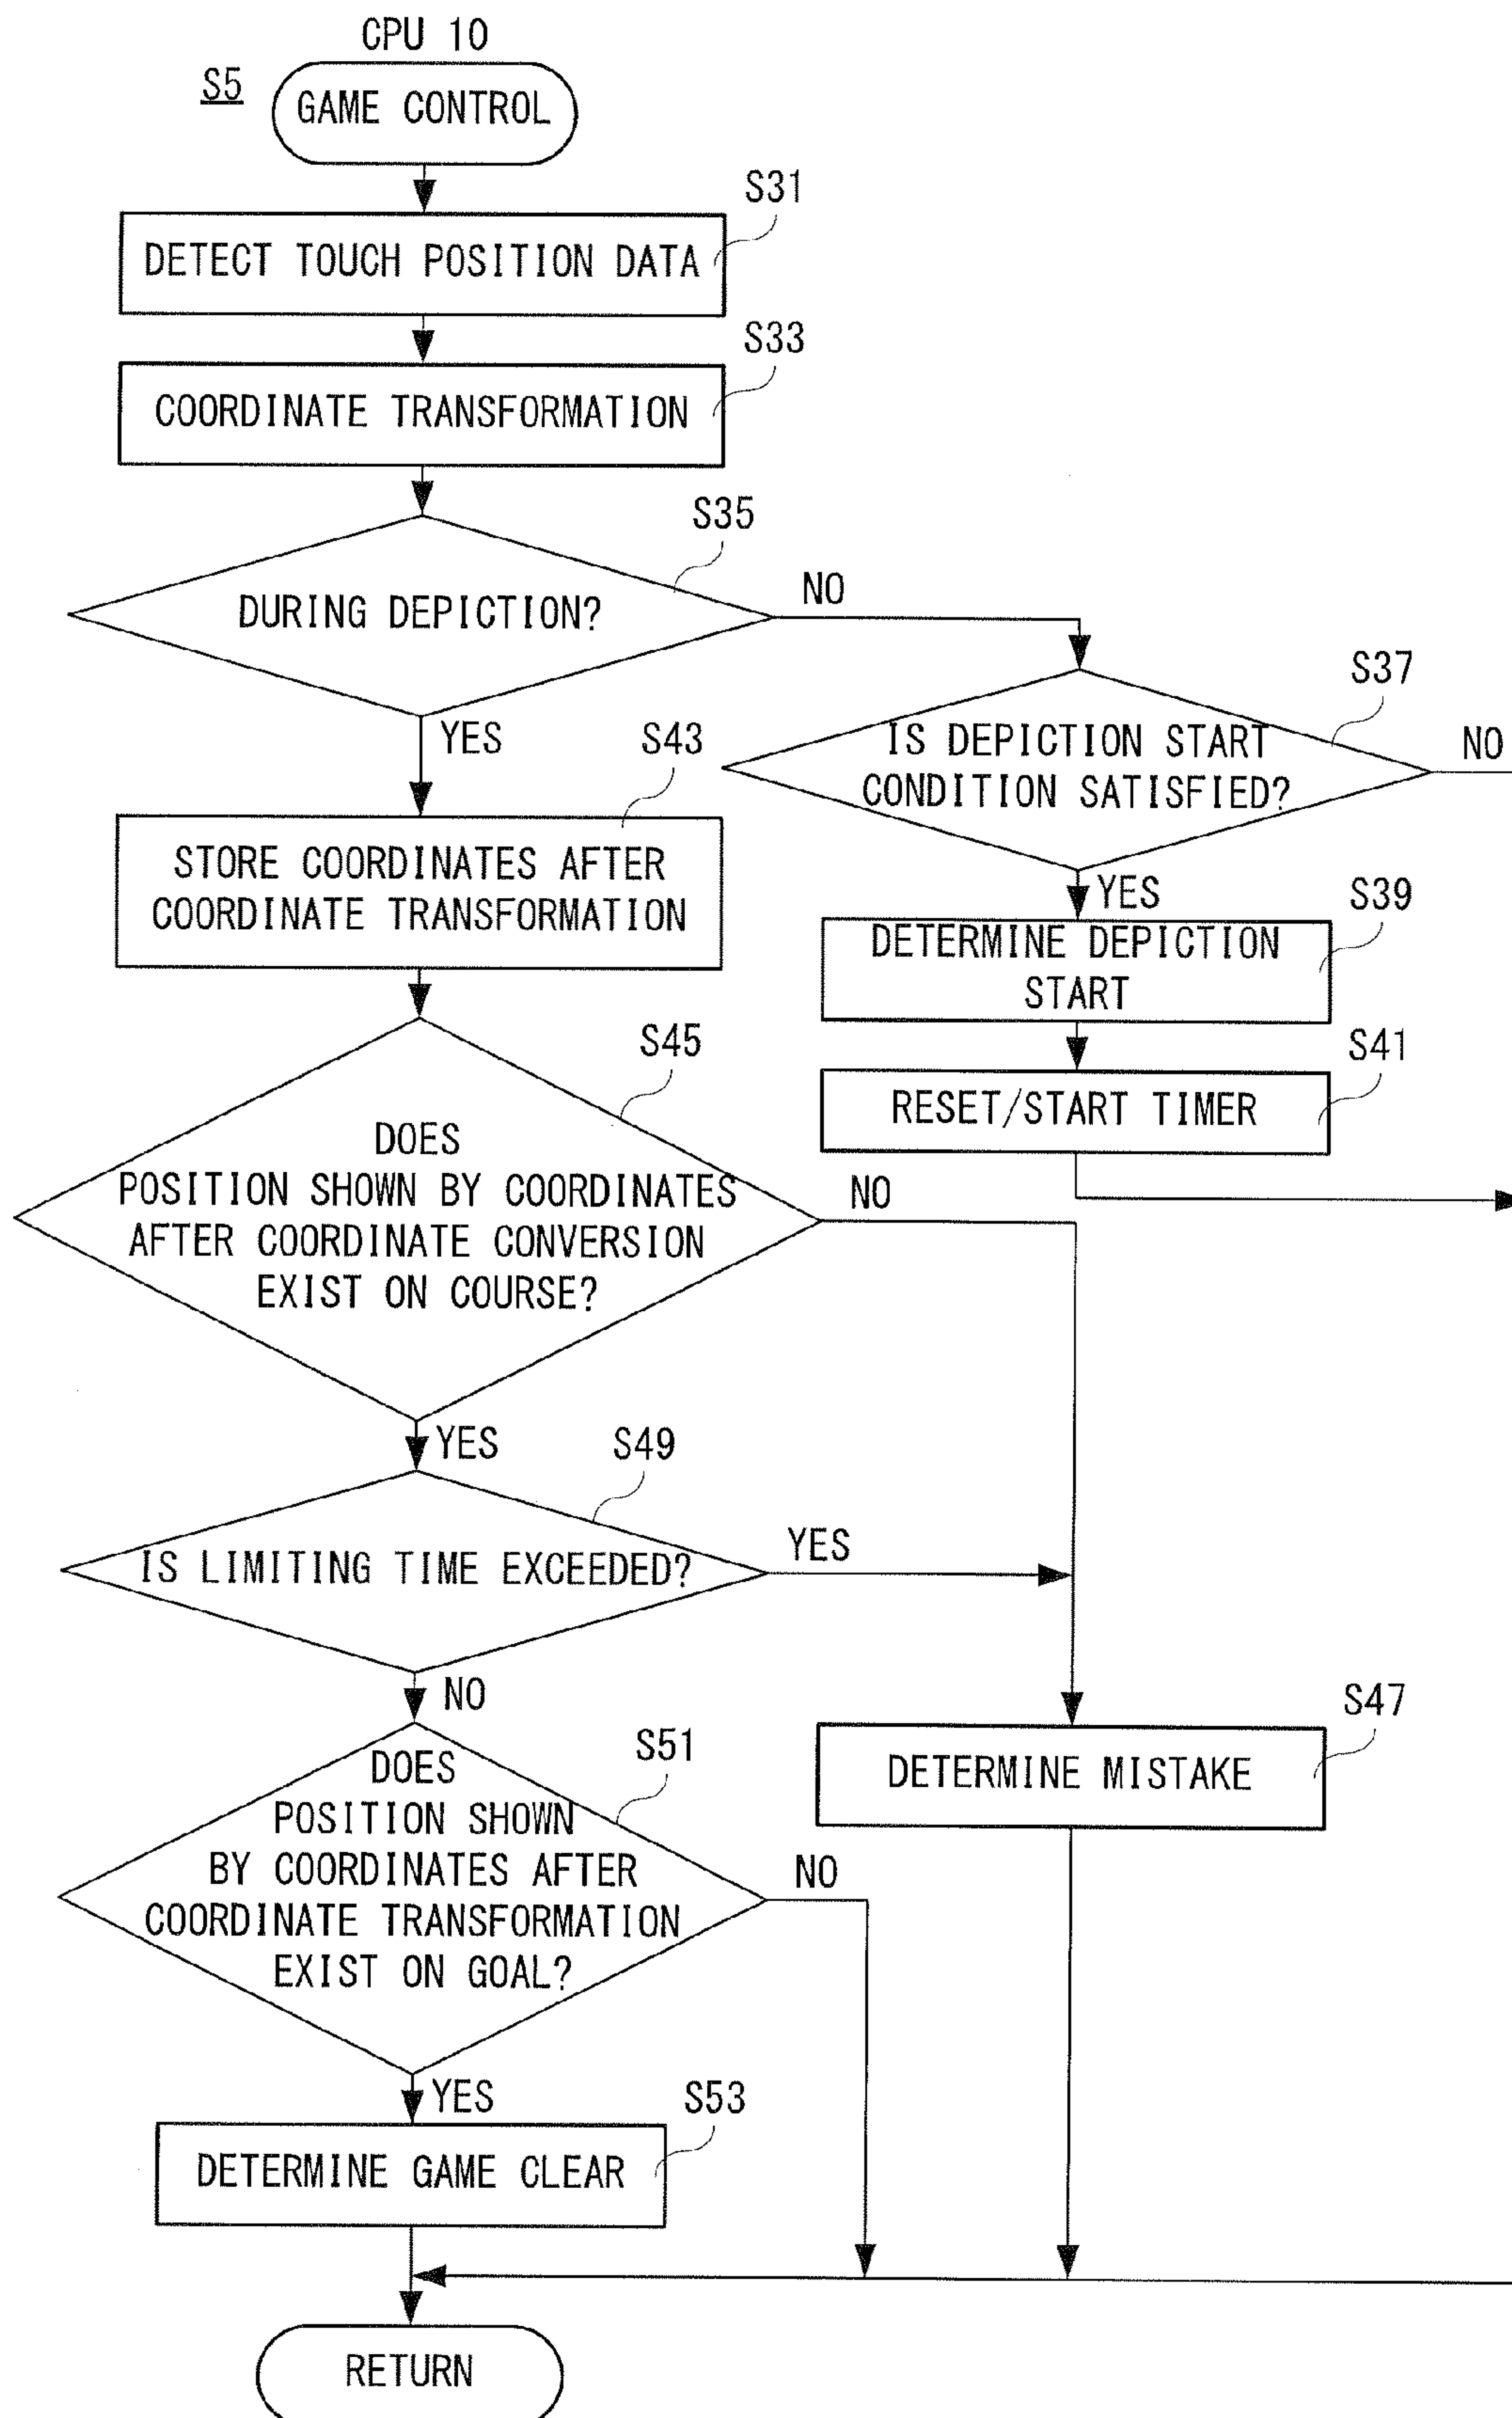 CPU 10
S5
GAME CONTROL
S31
DETECT TOUCH POSITION DATA
S33
COORDINATE TRANSFORMATION
S35
DURING DEPICTION?
NO
YES
S37
IS DEPICTION START
CONDITION SATISFIED?
NO
YES
S39
DETERMINE DEPICTION
START
S41
RESET/START TIMER
S43
STORE COORDINATES AFTER
COORDINATE TRANSFORMATION
S45
DOES
POSITION SHOWN BY COORDINATES
AFTER COORDINATE CONVERSION
EXIST ON COURSE?
NO
YES
S49
IS LIMITING TIME EXCEEDED?
YES
NO
S47
DETERMINE MISTAKE
S51
DOES
POSITION SHOWN
BY COORDINATES AFTER
COORDINATE TRANSFORMATION
EXIST ON GOAL?
NO
YES
S53
DETERMINE GAME CLEAR
RETURN